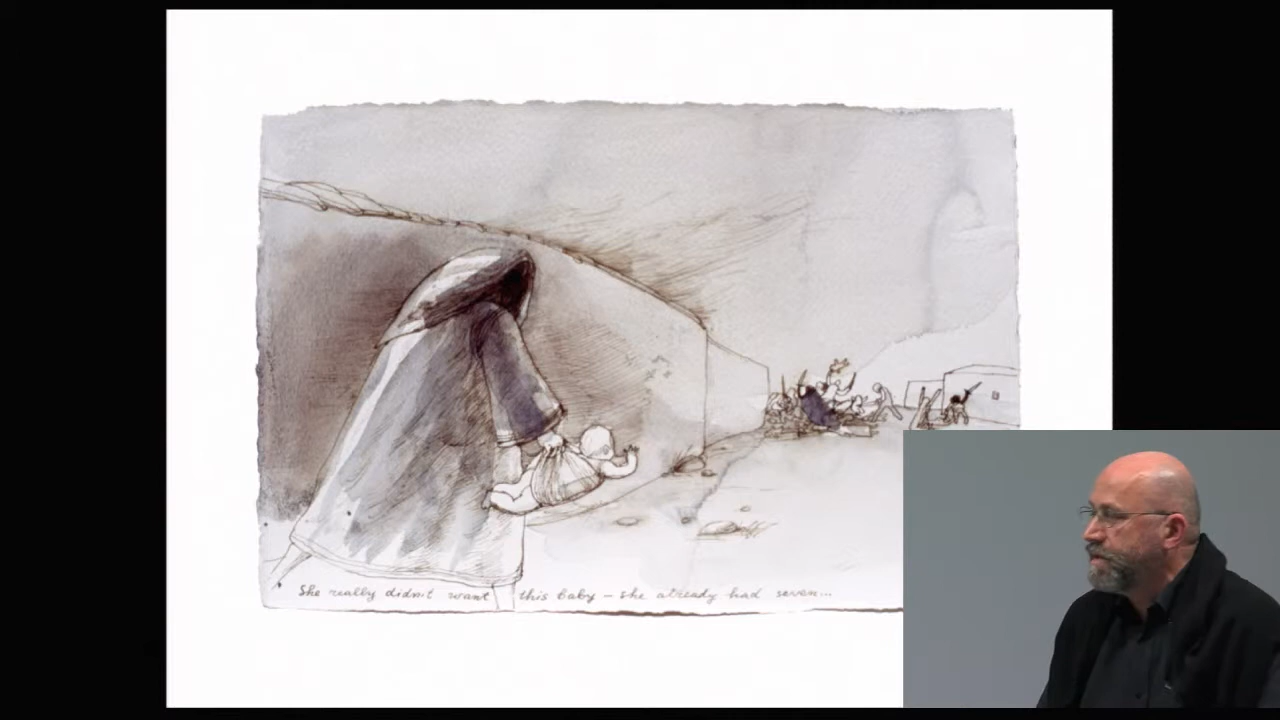 She really didn't want this baby – she already had seven...